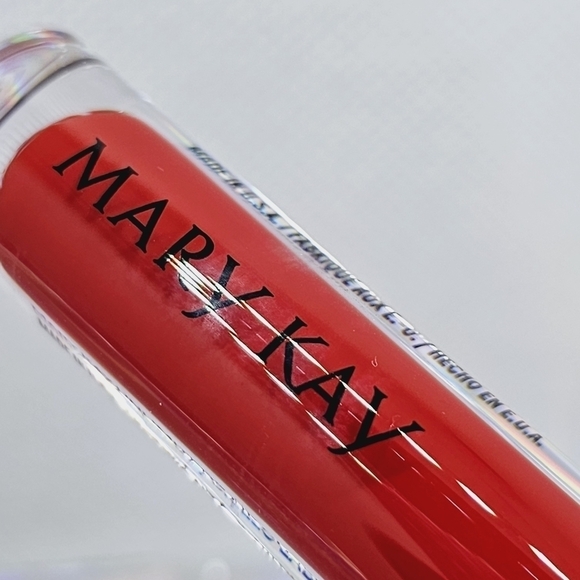 MARY KAY
MADE IN U.S.A. / FABRIQUÉ AUX É.-U. / HECHO EN E.U.A.